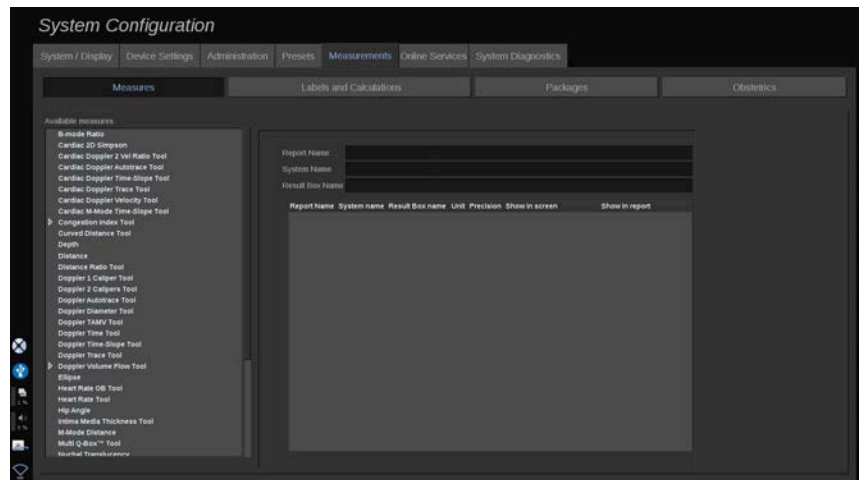 System Configuration
System / Display Device Settings Administration Presets Measurements Online Services System Diagnostics
Measures Labels and Calculations Packages Obstetrics
Available measures
B-mode Ratio
Cardiac 2D Simpson
Cardiac Doppler 2 Vel Ratio Tool
Cardiac Doppler Autotrace Tool
Cardiac Doppler Time-Slope Tool
Cardiac Doppler Trace Tool
Cardiac Doppler Velocity Tool
Cardiac M-Mode Time-Slope Tool
Congestion Index Tool
Curved Distance Tool
Depth
Distance
Distance Ratio Tool
Doppler 1 Caliper Tool
Doppler 2 Calipers Tool
Doppler Autotrace Tool
Doppler Diameter Tool
Doppler TAMV Tool
Doppler Time Tool
Doppler Time-Slope Tool
Doppler Trace Tool
Doppler Volume Flow Tool
Ellipse
Heart Rate OB Tool
Heart Rate Tool
Hip Angle
Intima Media Thickness Tool
M-Mode Distance
Multi Q-Box™ Tool
Nuchal Translucency
Report Name
System Name
Result Box Name
Report Name System name Result Box name Unit Precision Show in screen Show in report